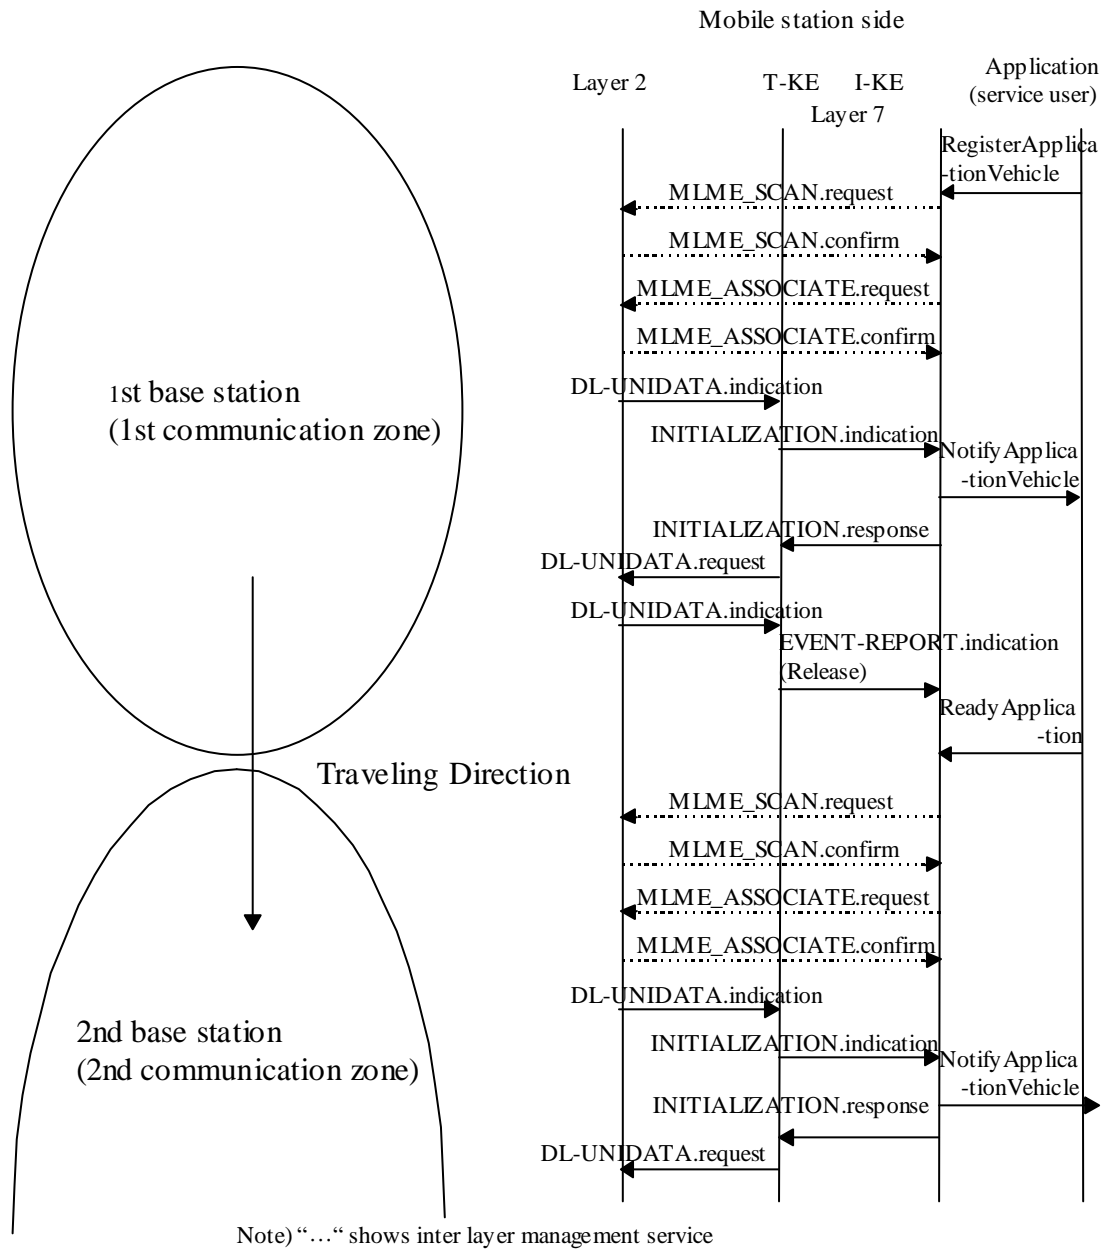 Mobile station side
Layer 2
T-KE
I-KE
Layer 7
Application
(service user)
RegisterApplica
-tionVehicle
MLME_SCAN.request
MLME_SCAN.confirm
MLME_ASSOCIATE.request
MLME_ASSOCIATE.confirm
1st base station
(1st communication zone)
DL-UNIDATA.indication
INITIALIZATION.indication
NotifyApplica
-tionVehicle
INITIALIZATION.response
DL-UNIDATA.request
DL-UNIDATA.indication
EVENT-REPORT.indication
(Release)
ReadyApplica
-tion
Traveling Direction
MLME_SCAN.request
MLME_SCAN.confirm
MLME_ASSOCIATE.request
MLME_ASSOCIATE.confirm
DL-UNIDATA.indication
2nd base station
(2nd communication zone)
INITIALIZATION.indication
NotifyApplica
-tionVehicle
INITIALIZATION.response
DL-UNIDATA.request
Note) “…“ shows inter layer management service